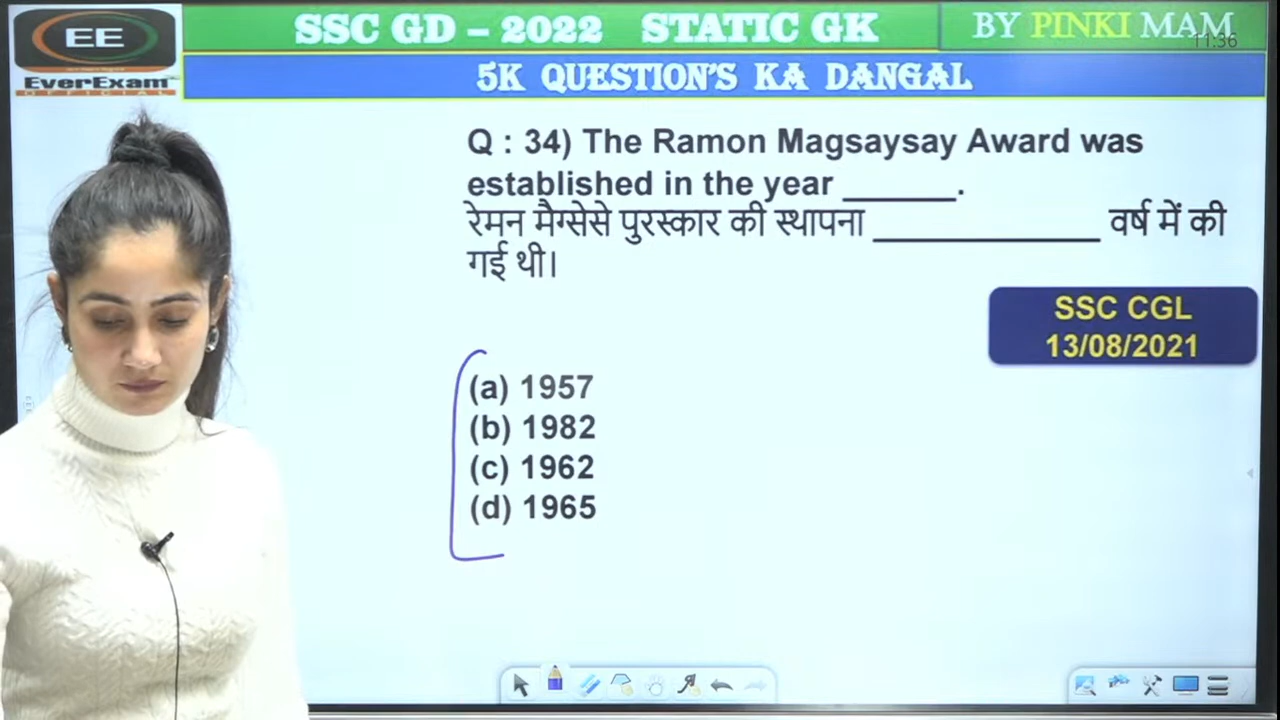 EE
EverExam
OFFICIAL
SSC GD – 2022 STATIC GK
BY PINKI MAM
11:36
5K QUESTION'S KA DANGAL
Q : 34) The Ramon Magsaysay Award was
established in the year ______.
रेमन मैग्सेसे पुरस्कार की स्थापना ____________ वर्ष में की
गई थी।
SSC CGL
13/08/2021
(a) 1957
(b) 1982
(c) 1962
(d) 1965